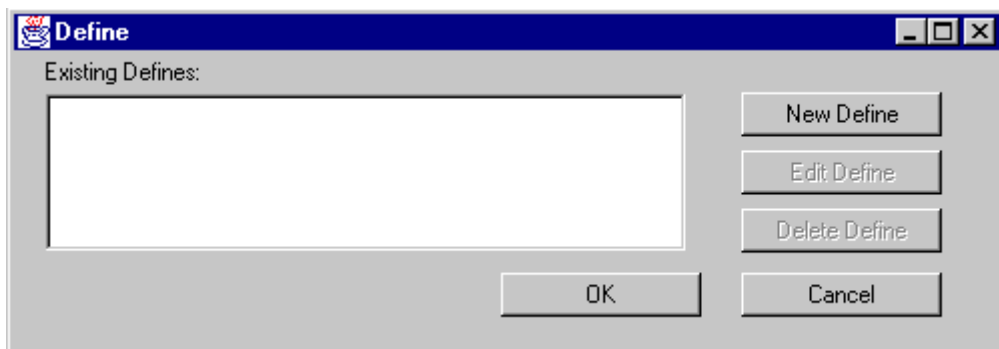 Define
Existing Defines:
New Define
Edit Define
Delete Define
OK
Cancel